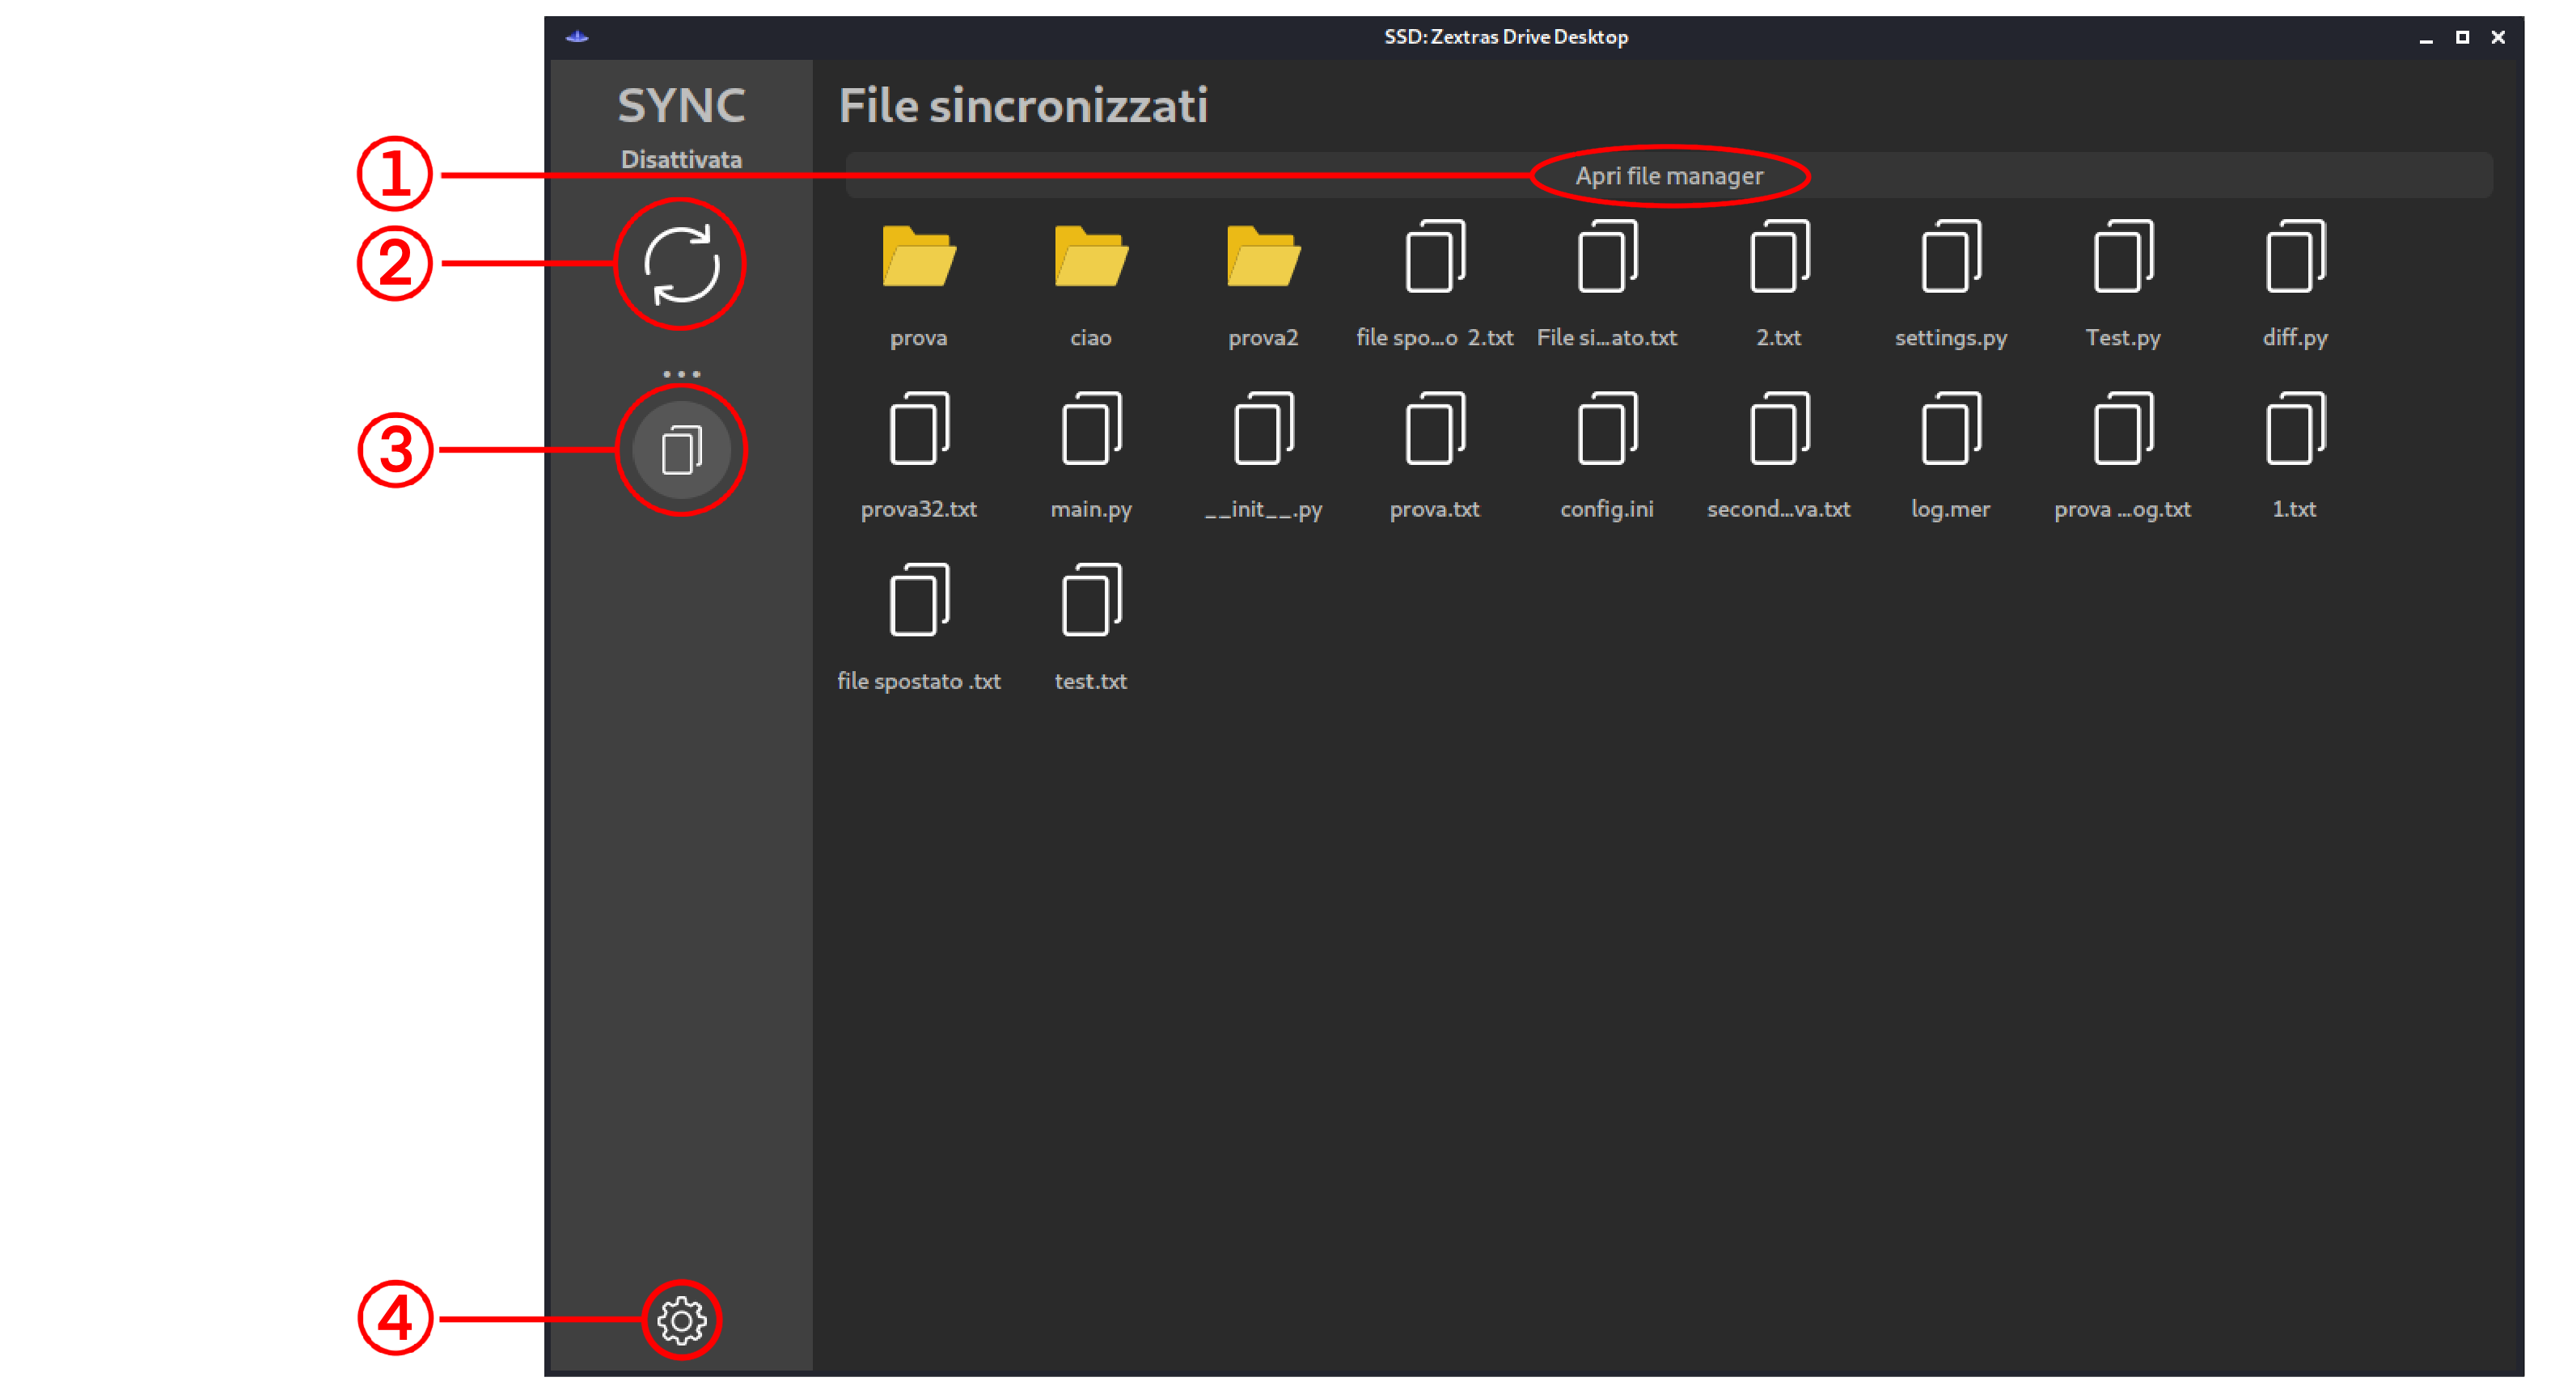 SSD: Zextras Drive Desktop
SYNC
Disattivata
File sincronizzati
1
Apri file manager
2
prova ciao prova2 file spo...o 2.txt File si...ato.txt 2.txt settings.py Test.py diff.py
3
prova32.txt main.py __init__.py prova.txt config.ini second...va.txt log.mer prova ...og.txt 1.txt
file spostato .txt test.txt
4